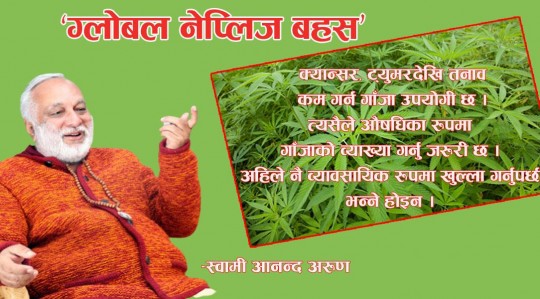 ‘ग्लोबल नेप्लिज बहस’
क्यान्सर, ट्युमरदेखि तनाव
कम गर्न गाँजा उपयोगी छ ।
त्यसैले औषधिका रुपमा
गाँजाको व्याख्या गर्नु जरुरी छ ।
अहिले नै व्यावसायिक रुपमा खुल्ला गर्नुपर्छ
भन्ने होइन ।
-स्वामी आनन्द अरुण